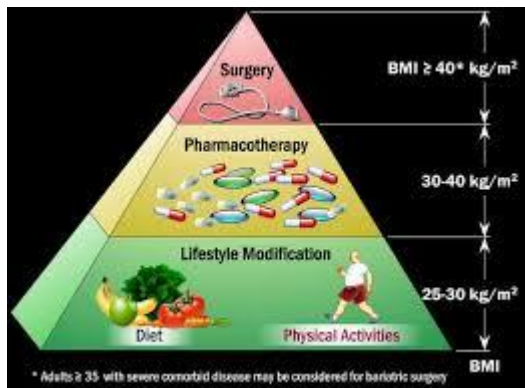 Surgery
BMI ≥ 40* kg/m²
Pharmacotherapy
30-40 kg/m²
Lifestyle Modification
25-30 kg/m²
Diet
Physical Activities
BMI
* Adults ≥ 35 with severe comorbid disease may be considered for bariatric surgery